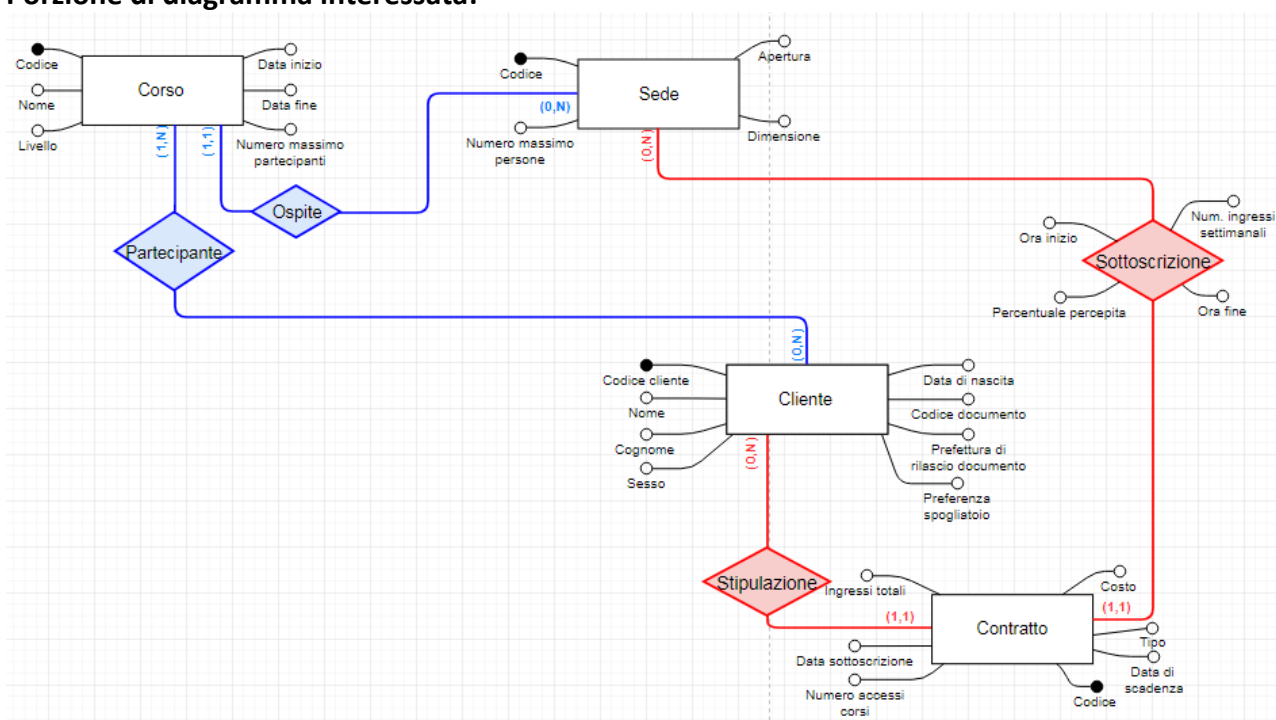 Porzione di diagramma interessata:
Codice
Nome
Livello
Corso
Data inizio
Data fine
Numero massimo
partecipanti
(1,N)
(1,1)
Codice
Numero massimo
persone
(0,N)
Sede
Apertura
Dimensione
(0,N)
Ospite
Partecipante
Ora inizio
Num. ingressi
settimanali
Sottoscrizione
Percentuale percepita
Ora fine
(0,N)
Codice cliente
Nome
Cognome
Sesso
Cliente
Data di nascita
Codice documento
Prefettura di
rilascio documento
Preferenza
spogliatoio
(0,N)
Stipulazione
Ingressi totali
Costo
(1,1)
(1,1)
Contratto
Tipo
Data sottoscrizione
Data di
scadenza
Numero accessi
corsi
Codice